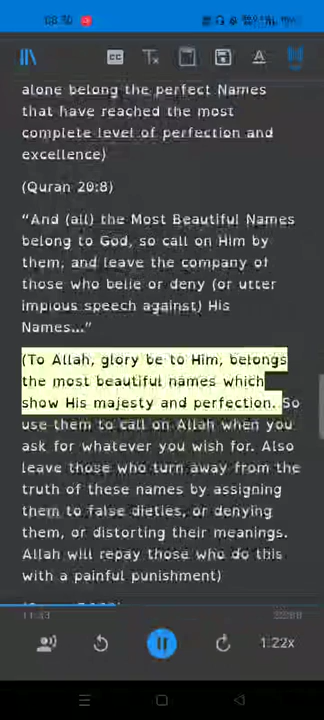 alone belong the perfect Names
that have reached the most
complete level of perfection and
excellence)
(Quran 20:8)
“And (all) the Most Beautiful Names
belong to God, so call on Him by
them; and leave the company of
those who belie or deny (or utter
impious speech against) His
Names...”
(To Allah, glory be to Him, belongs
the most beautiful names which
show His majesty and perfection. So
use them to call on Allah when you
ask for whatever you wish for. Also
leave those who turn away from the
truth of these names by assigning
them to false dieties, or denying
them, or distorting their meanings.
Allah will repay those who do this
with a painful punishment)
1.22x